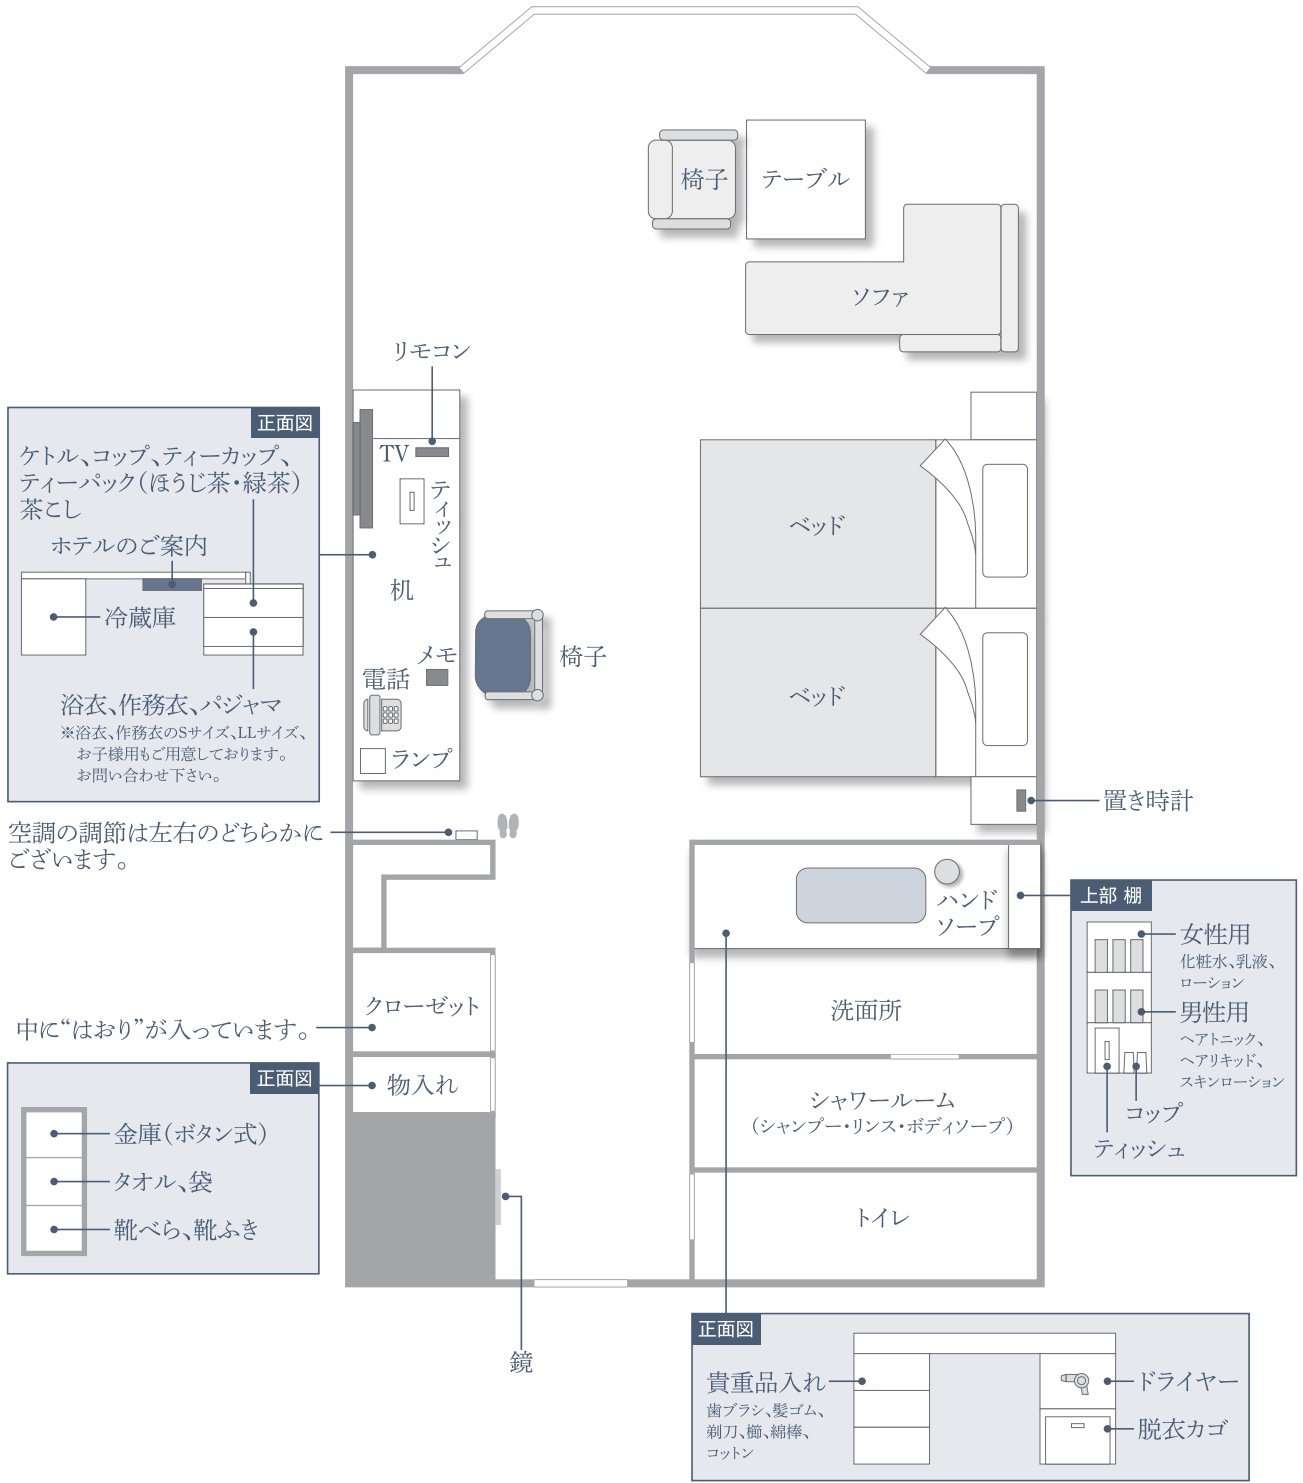 椅子
テーブル
ソファ
リモコン
TV
ティッシュ
机
メモ
電話
ランプ
椅子
ベッド
ベッド
置き時計
正面図
ケトル、コップ、ティーカップ、
ティーパック（ほうじ茶・緑茶）
茶こし
ホテルのご案内
冷蔵庫
浴衣、作務衣、パジャマ
※浴衣、作務衣のSサイズ、LLサイズ、
お子様用もご用意しております。
お問い合わせ下さい。
空調の調節は左右のどちらかに
ございます。
ハンド
ソープ
上部 棚
女性用
化粧水、乳液、
ローション
男性用
ヘアトニック、
ヘアリキッド、
スキンローション
コップ
ティッシュ
クローゼット
中に“はおり”が入っています。
洗面所
正面図
物入れ
金庫（ボタン式）
タオル、袋
靴べら、靴ふき
シャワールーム
（シャンプー・リンス・ボディソープ）
トイレ
鏡
正面図
貴重品入れ
歯ブラシ、髪ゴム、
剃刀、櫛、綿棒、
コットン
ドライヤー
脱衣カゴ